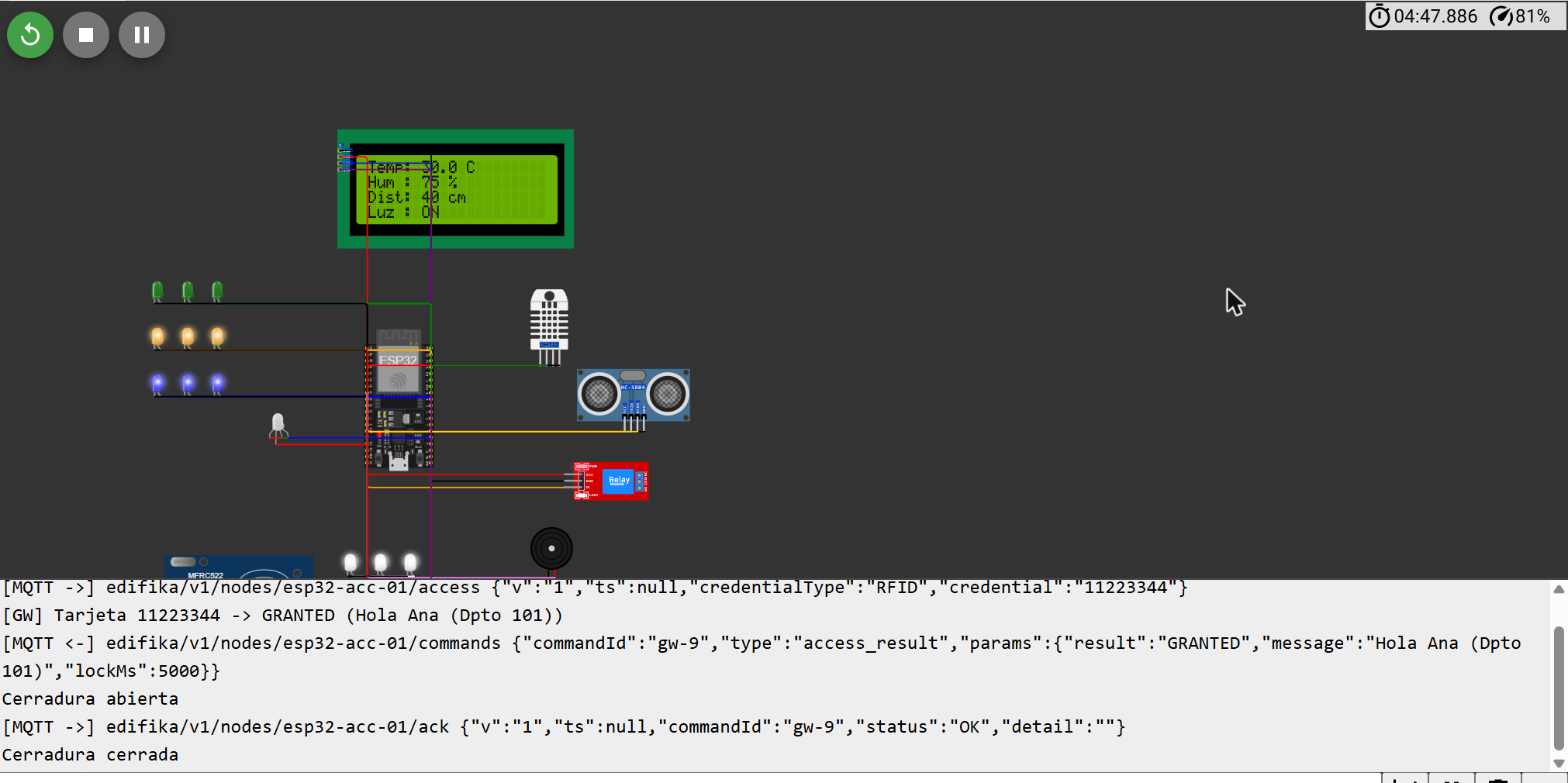 04:47.886 81%
Temp: 30.0 C
Hum : 75 %
Dist: 40 cm
Luz : ON
ESP32
HC-SR04
Relay
MFRC522
[MQTT ->] edifika/v1/nodes/esp32-acc-01/access {"v":"1","ts":null,"credentialType":"RFID","credential":"11223344"}
[GW] Tarjeta 11223344 -> GRANTED (Hola Ana (Dpto 101))
[MQTT <-] edifika/v1/nodes/esp32-acc-01/commands {"commandId":"gw-9","type":"access_result","params":{"result":"GRANTED","message":"Hola Ana (Dpto
101)","lockMs":5000}}
Cerradura abierta
[MQTT ->] edifika/v1/nodes/esp32-acc-01/ack {"v":"1","ts":null,"commandId":"gw-9","status":"OK","detail":""}
Cerradura cerrada